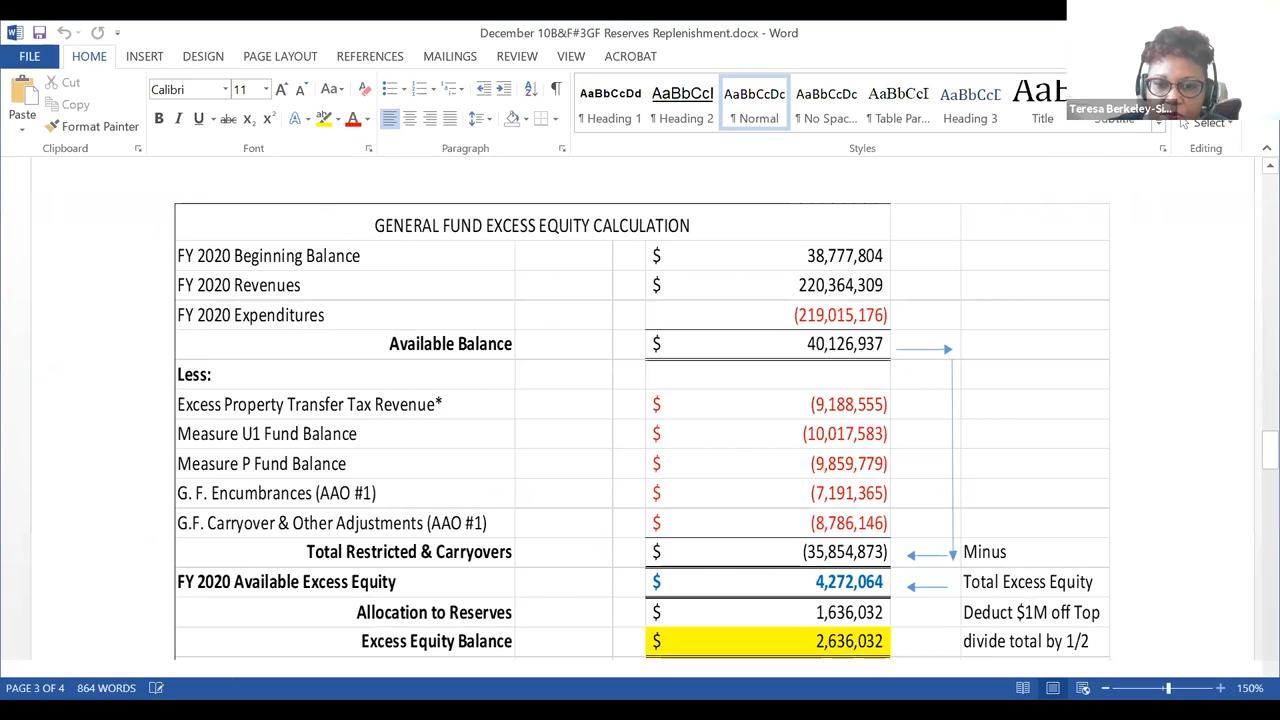 December 10B&F#3GF Reserves Replenishment.docx - Word
FILE HOME INSERT DESIGN PAGE LAYOUT REFERENCES MAILINGS REVIEW VIEW ACROBAT
Teresa Berkeley-Si...
Paste Cut Copy Format Painter
Calibri 11
AaBbCcDd AaBbCcI AaBbCcDc AaBbCcDc AaBbCcI AaBbCcD AaB
¶ Heading 1 ¶ Heading 2 ¶ Normal Table Par... Heading 3 Title Subtitle Select
Clipboard Font Paragraph Styles Editing
GENERAL FUND EXCESS EQUITY CALCULATION
FY 2020 Beginning Balance $ 38,777,804
FY 2020 Revenues $ 220,364,309
FY 2020 Expenditures (219,015,176)
Available Balance $ 40,126,937
Less:
Excess Property Transfer Tax Revenue* $ (9,188,555)
Measure U1 Fund Balance $ (10,017,583)
Measure P Fund Balance $ (9,859,779)
G. F. Encumbrances (AAO #1) $ (7,191,365)
G.F. Carryover & Other Adjustments (AAO #1) $ (8,786,146)
Total Restricted & Carryovers $ (35,854,873) Minus
FY 2020 Available Excess Equity $ 4,272,064 Total Excess Equity
Allocation to Reserves $ 1,636,032 Deduct $1M off Top
Excess Equity Balance $ 2,636,032 divide total by 1/2
PAGE 3 OF 4 864 WORDS 150%